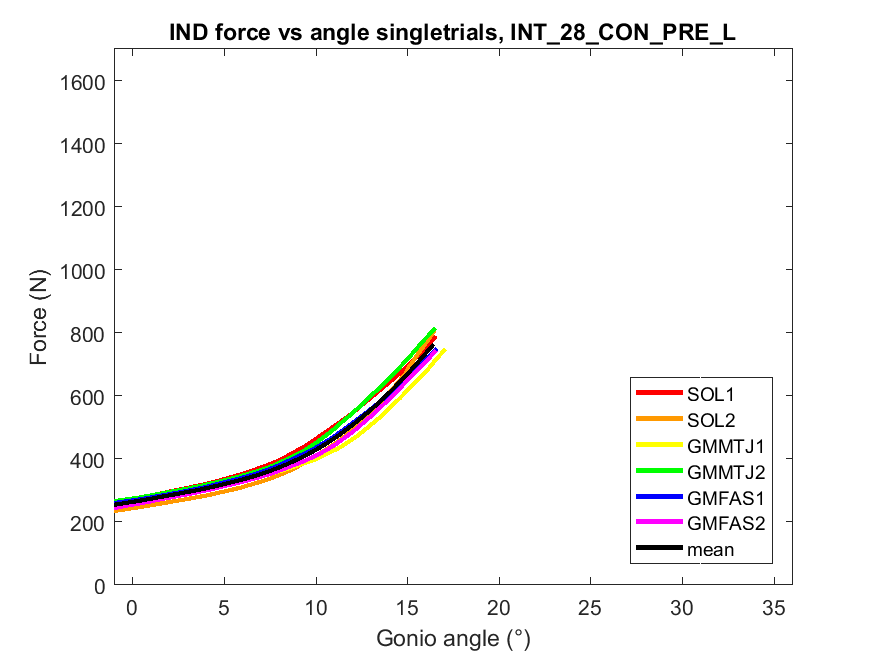 IND force vs angle singletrials, INT_28_CON_PRE_L
1600
1400
1200
1000
800
600
400
200
0
Force (N)
0 5 10 15 20 25 30 35
Gonio angle (°)
SOL1
SOL2
GMMTJ1
GMMTJ2
GMFAS1
GMFAS2
mean